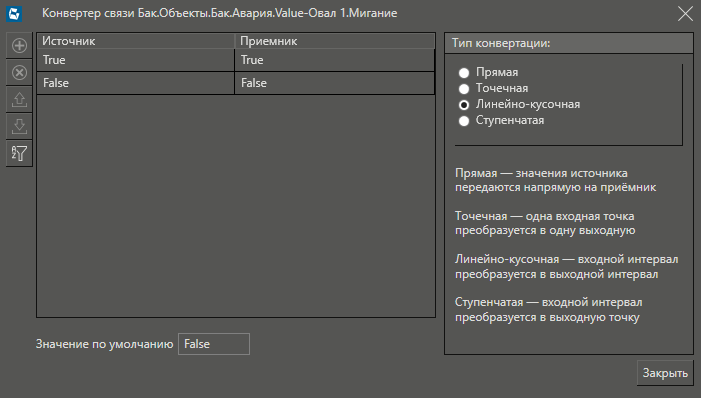 Конвертер связи Бак.Объекты.Бак.Авария.Value-Овал 1.Мигание
Источник Приемник
True True
False False
Значение по умолчанию False
Тип конвертации:
Прямая
Точечная
Линейно-кусочная
Ступенчатая
Прямая — значения источника
передаются напрямую на приёмник
Точечная — одна входная точка
преобразуется в одну выходную
Линейно-кусочная — входной интервал
преобразуется в выходной интервал
Ступенчатая — входной интервал
преобразуется в выходную точку
Закрыть